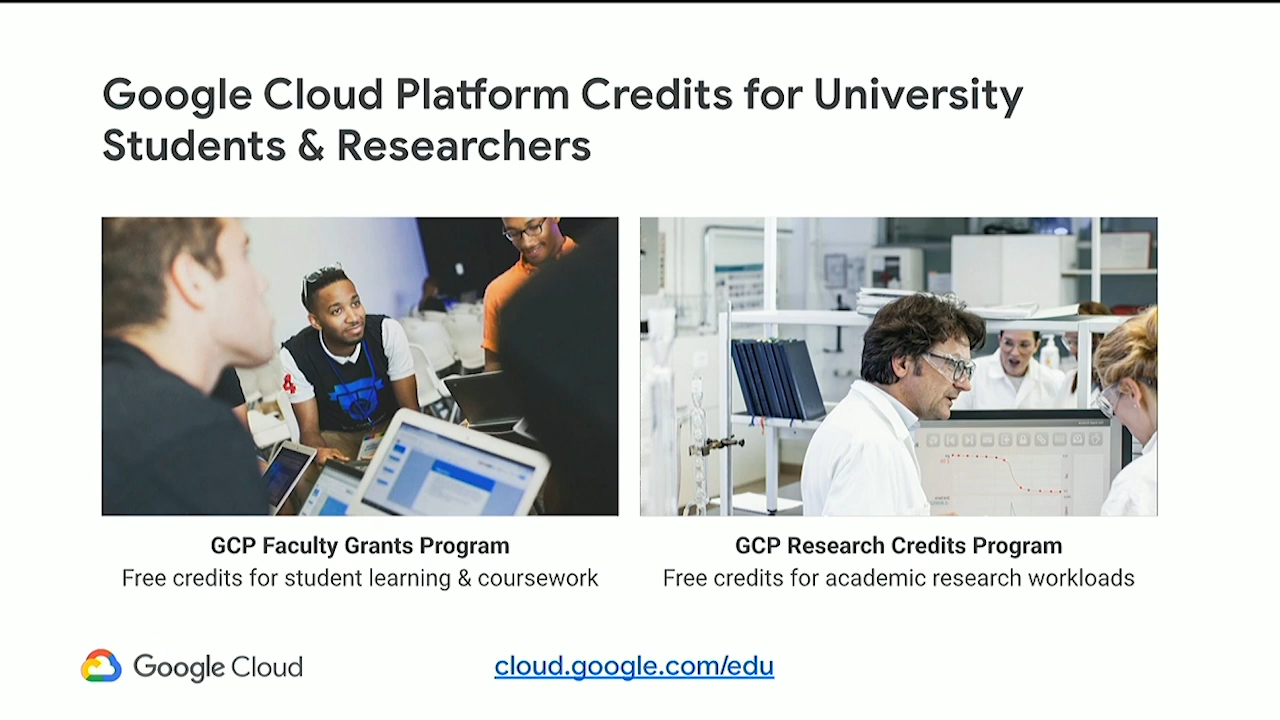 Google Cloud Platform Credits for University
Students & Researchers
GCP Faculty Grants Program
Free credits for student learning & coursework
GCP Research Credits Program
Free credits for academic research workloads
Google Cloud
cloud.google.com/edu